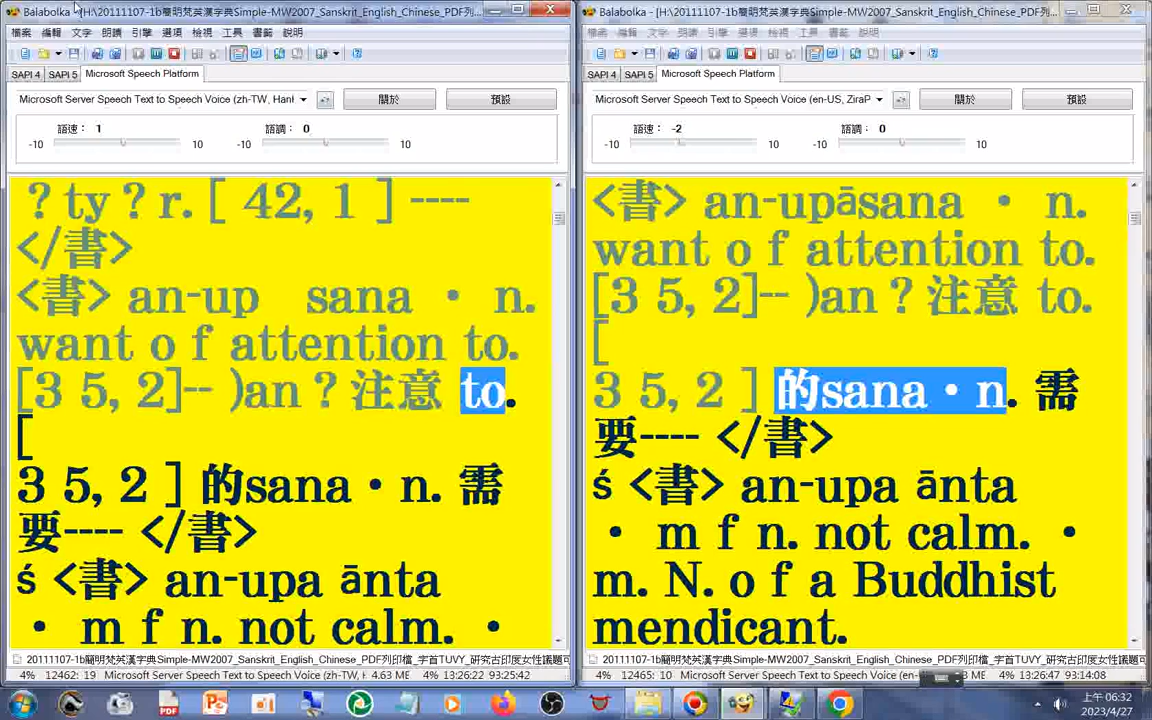 Balabolka - [H:\20111107-1b簡明梵英漢字典Simple-MW2007_Sanskrit_English_Chinese_PDF列...
檔案 編輯 文字 朗讀 引擎 選項 檢視 工具 書籤 說明
SAPI 4 SAPI 5 Microsoft Speech Platform
Microsoft Server Speech Text to Speech Voice (zh-TW, Hanl 關於 預設
語速: 1 語調: 0
-10 10 -10 10
? ty ? r. [ 42, 1 ] ----
</書>
<書> an-up sana · n.
want o f attention to.
[3 5, 2]-- )an ? 注意 to.
[
3 5, 2 ] 的sana·n. 需
要---- </書>
ś <書> an-upa ānta
· m f n. not calm. ·
20111107-1b簡明梵英漢字典Simple-MW2007_Sanskrit_English_Chinese_PDF列印檔_字首TUVY_研究古印度女性議題可
12462: 19 Microsoft Server Speech Text to Speech Voice (zh-TW, H 4.63 ME 4% 13:26:22 93:25:42
Balabolka - [H:\20111107-1b簡明梵英漢字典Simple-MW2007_Sanskrit_English_Chinese_PDF列印...
檔案 編輯 文字 朗讀 引擎 選項 檢視 工具 書籤 說明
SAPI 4 SAPI 5 Microsoft Speech Platform
Microsoft Server Speech Text to Speech Voice (en-US, ZiraP 關於 預設
語速: -2 語調: 0
-10 10 -10 10
<書> an-upāsana · n.
want o f attention to.
[3 5, 2]-- )an ? 注意 to.
[
3 5, 2 ] 的sana·n. 需
要---- </書>
ś <書> an-upa ānta
· m f n. not calm. ·
m. N. o f a Buddhist
mendicant.
20111107-1b簡明梵英漢字典Simple-MW2007_Sanskrit_English_Chinese_PDF列印檔_字首TUVY_研究古印度女性議題可
12465: 10 Microsoft Server Speech Text to Speech Voice (en-US, 4% 13:26:47 93:14:08
上午 06:32
2023/4/27